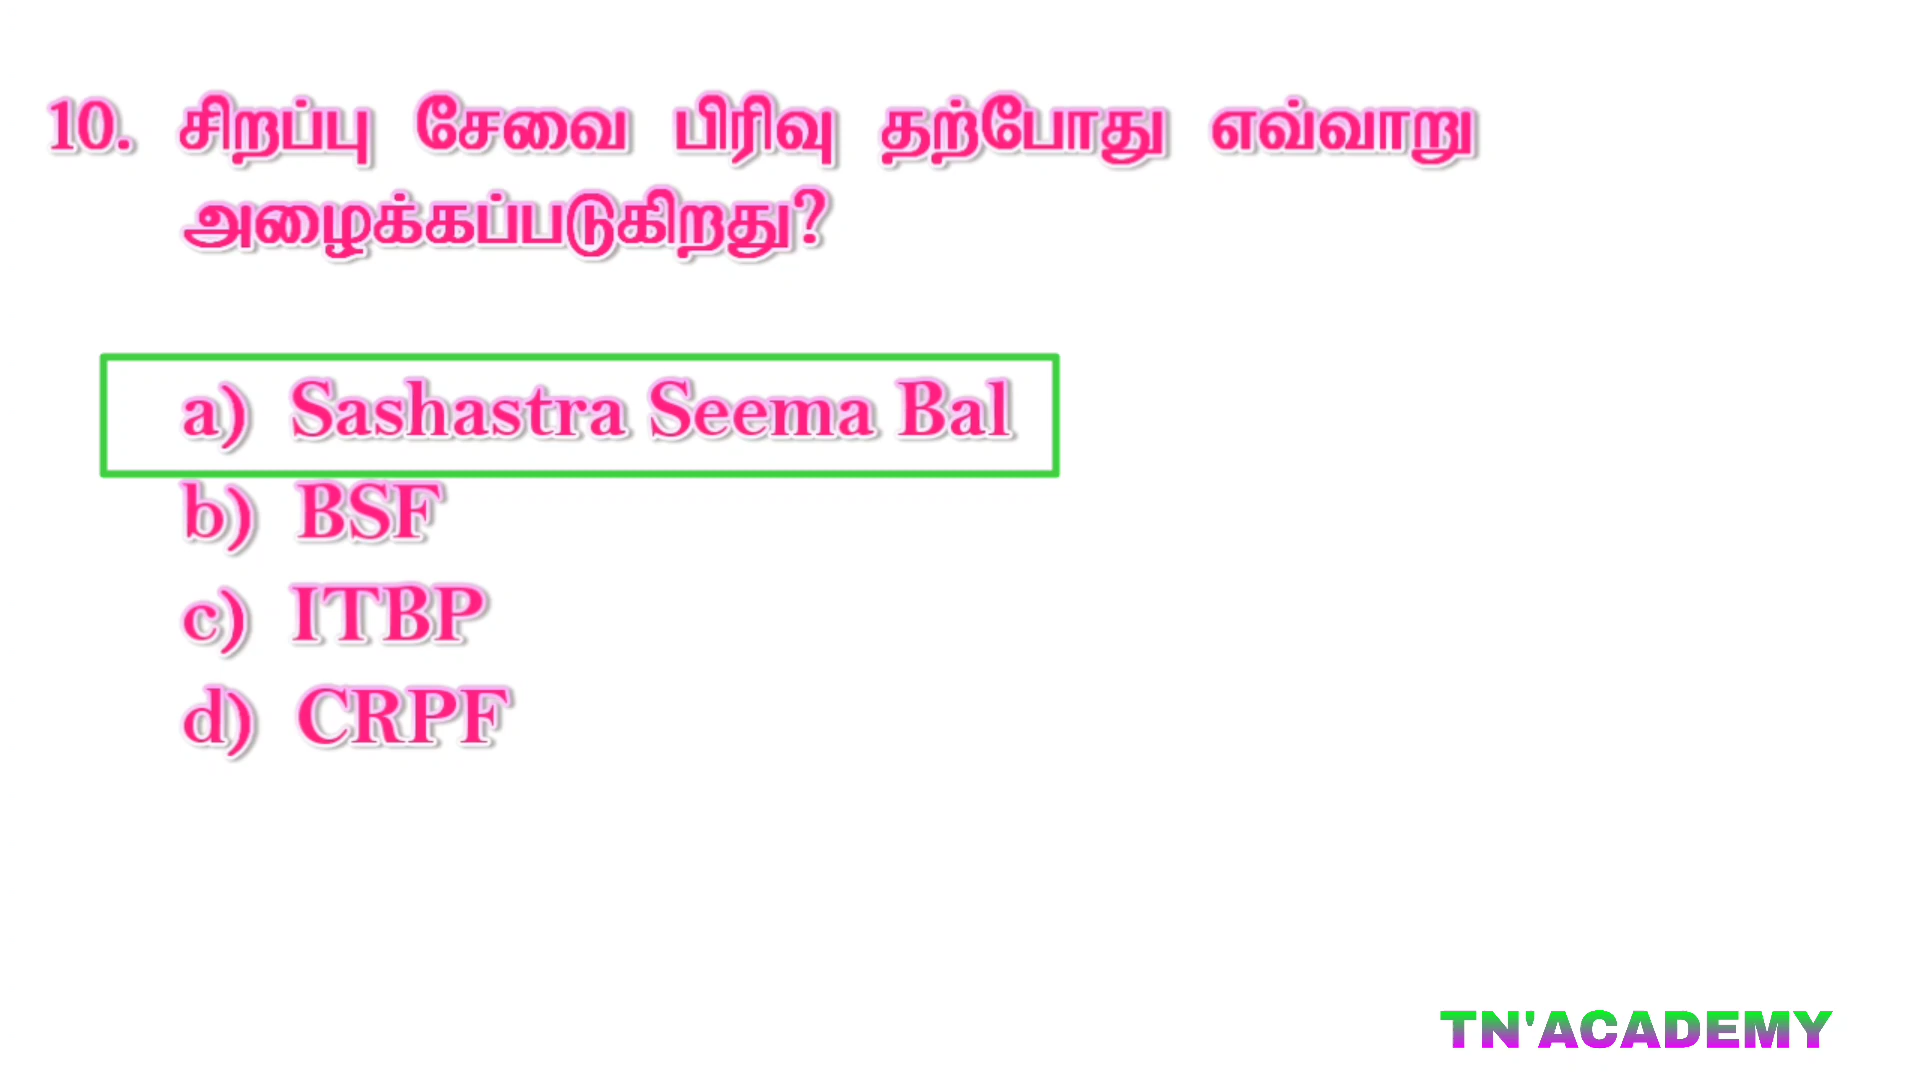 10. சிறப்பு சேவை பிரிவு தற்போது எவ்வாறு
அழைக்கப்படுகிறது?
a) Sashastra Seema Bal
b) BSF
c) ITBP
d) CRPF
TN'ACADEMY